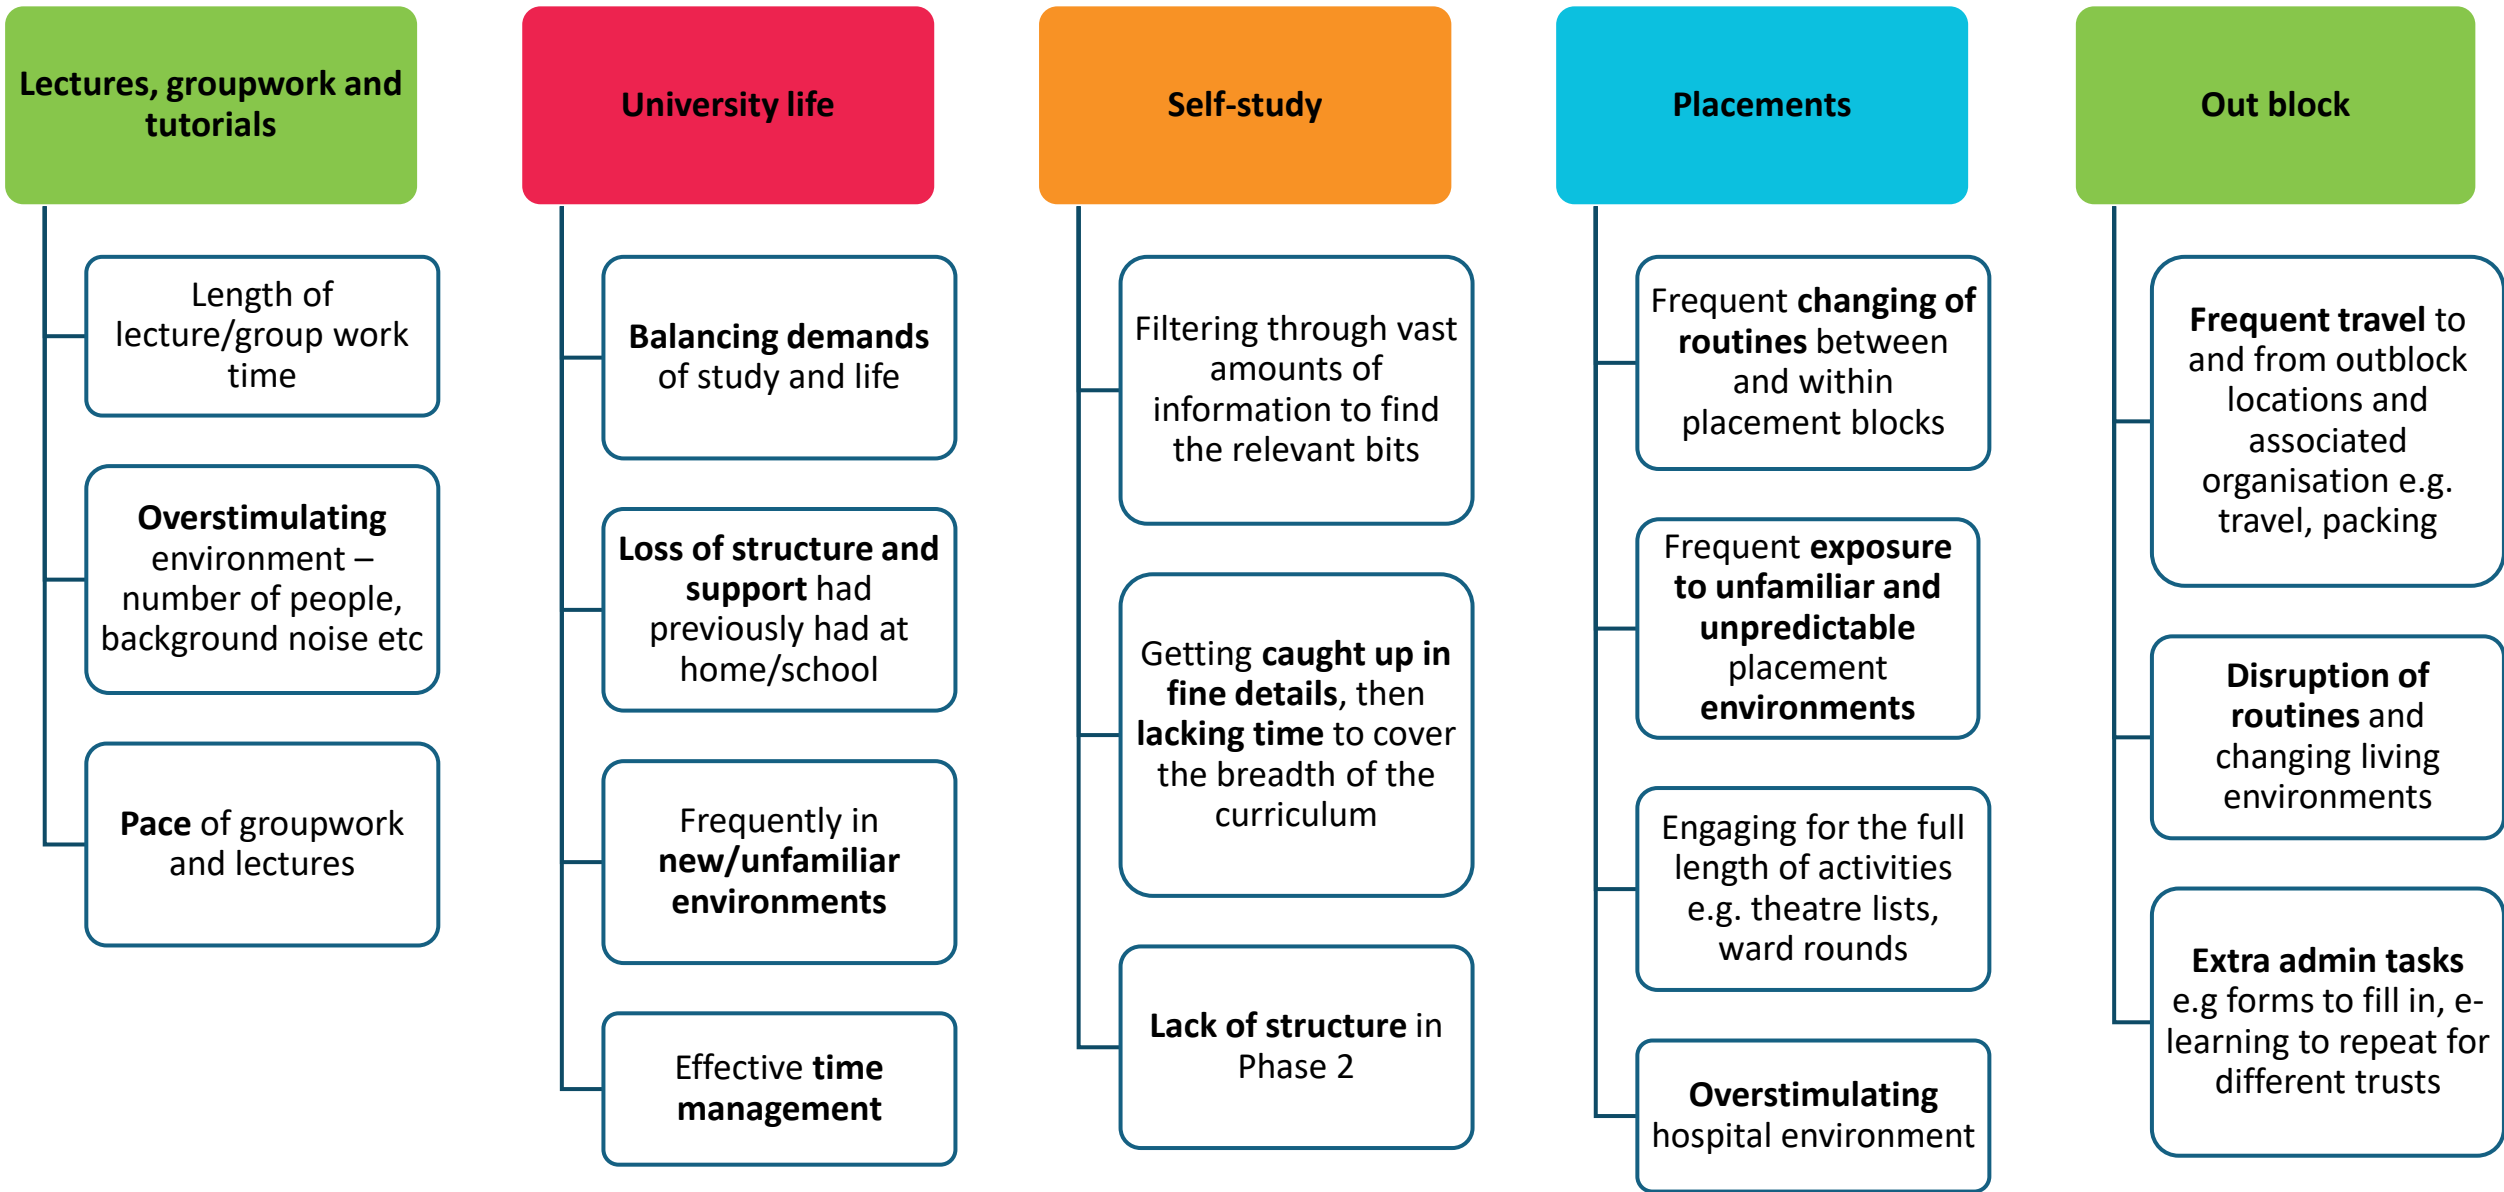 Lectures, groupwork and
tutorials
Length of
lecture/group work
time
Overstimulating
environment –
number of people,
background noise etc
Pace of groupwork
and lectures
University life
Balancing demands
of study and life
Loss of structure and
support had
previously had at
home/school
Frequently in
new/unfamiliar
environments
Effective time
management
Self-study
Filtering through vast
amounts of
information to find
the relevant bits
Getting caught up in
fine details, then
lacking time to cover
the breadth of the
curriculum
Lack of structure in
Phase 2
Placements
Frequent changing of
routines between
and within
placement blocks
Frequent exposure
to unfamiliar and
unpredictable
placement
environments
Engaging for the full
length of activities
e.g. theatre lists,
ward rounds
Overstimulating
hospital environment
Out block
Frequent travel to
and from outblock
locations and
associated
organisation e.g.
travel, packing
Disruption of
routines and
changing living
environments
Extra admin tasks
e.g forms to fill in, e-
learning to repeat for
different trusts